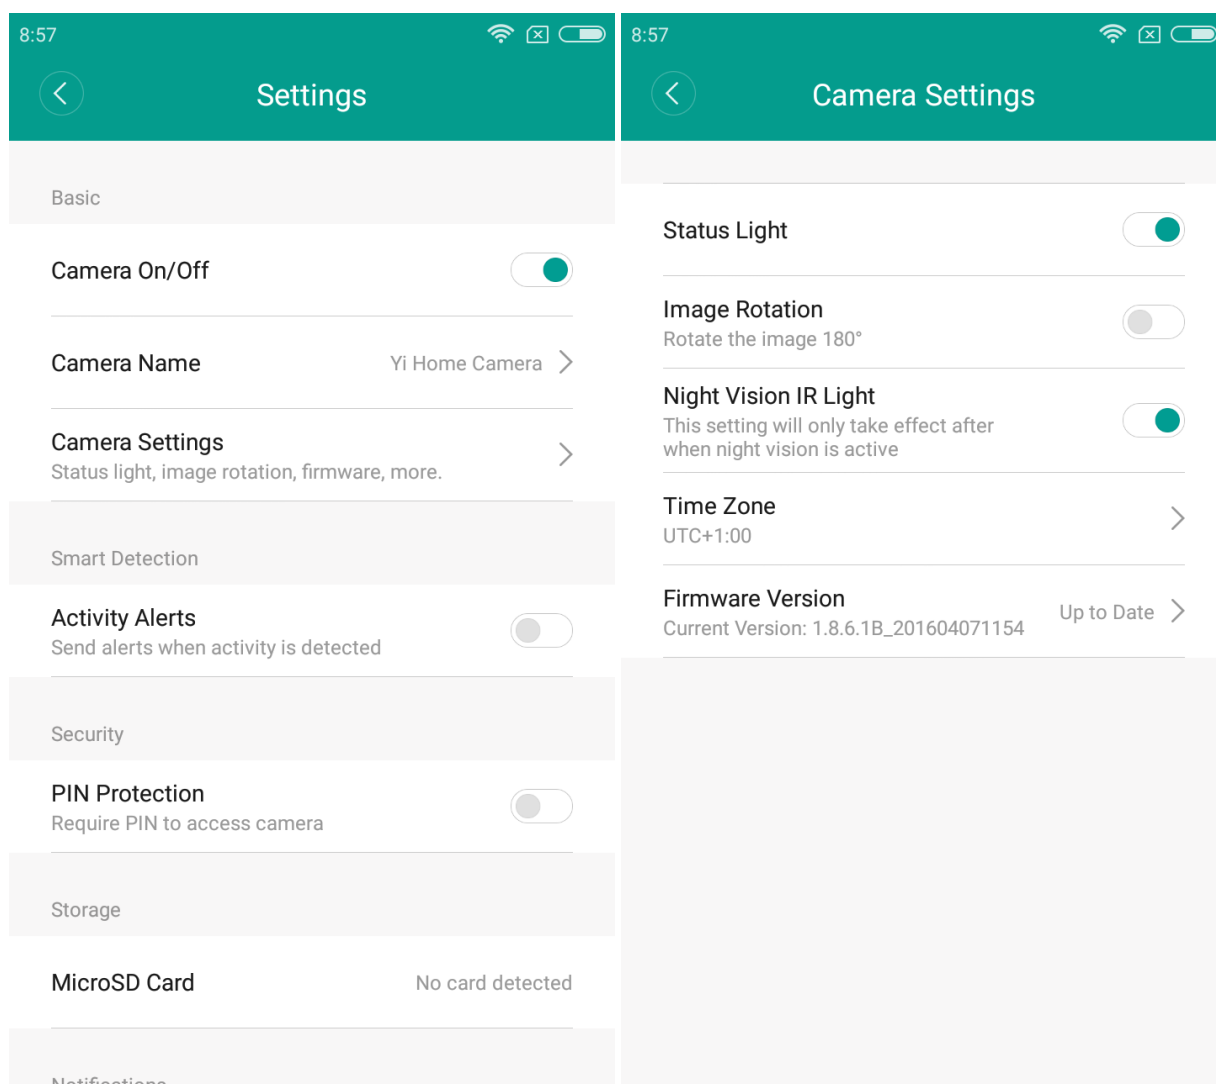 8:57
Settings
Basic
Camera On/Off
Camera Name
Yi Home Camera
Camera Settings
Status light, image rotation, firmware, more.
Smart Detection
Activity Alerts
Send alerts when activity is detected
Security
PIN Protection
Require PIN to access camera
Storage
MicroSD Card
No card detected
Notifications
8:57
Camera Settings
Status Light
Image Rotation
Rotate the image 180°
Night Vision IR Light
This setting will only take effect after
when night vision is active
Time Zone
UTC+1:00
Firmware Version
Current Version: 1.8.6.1B_201604071154
Up to Date